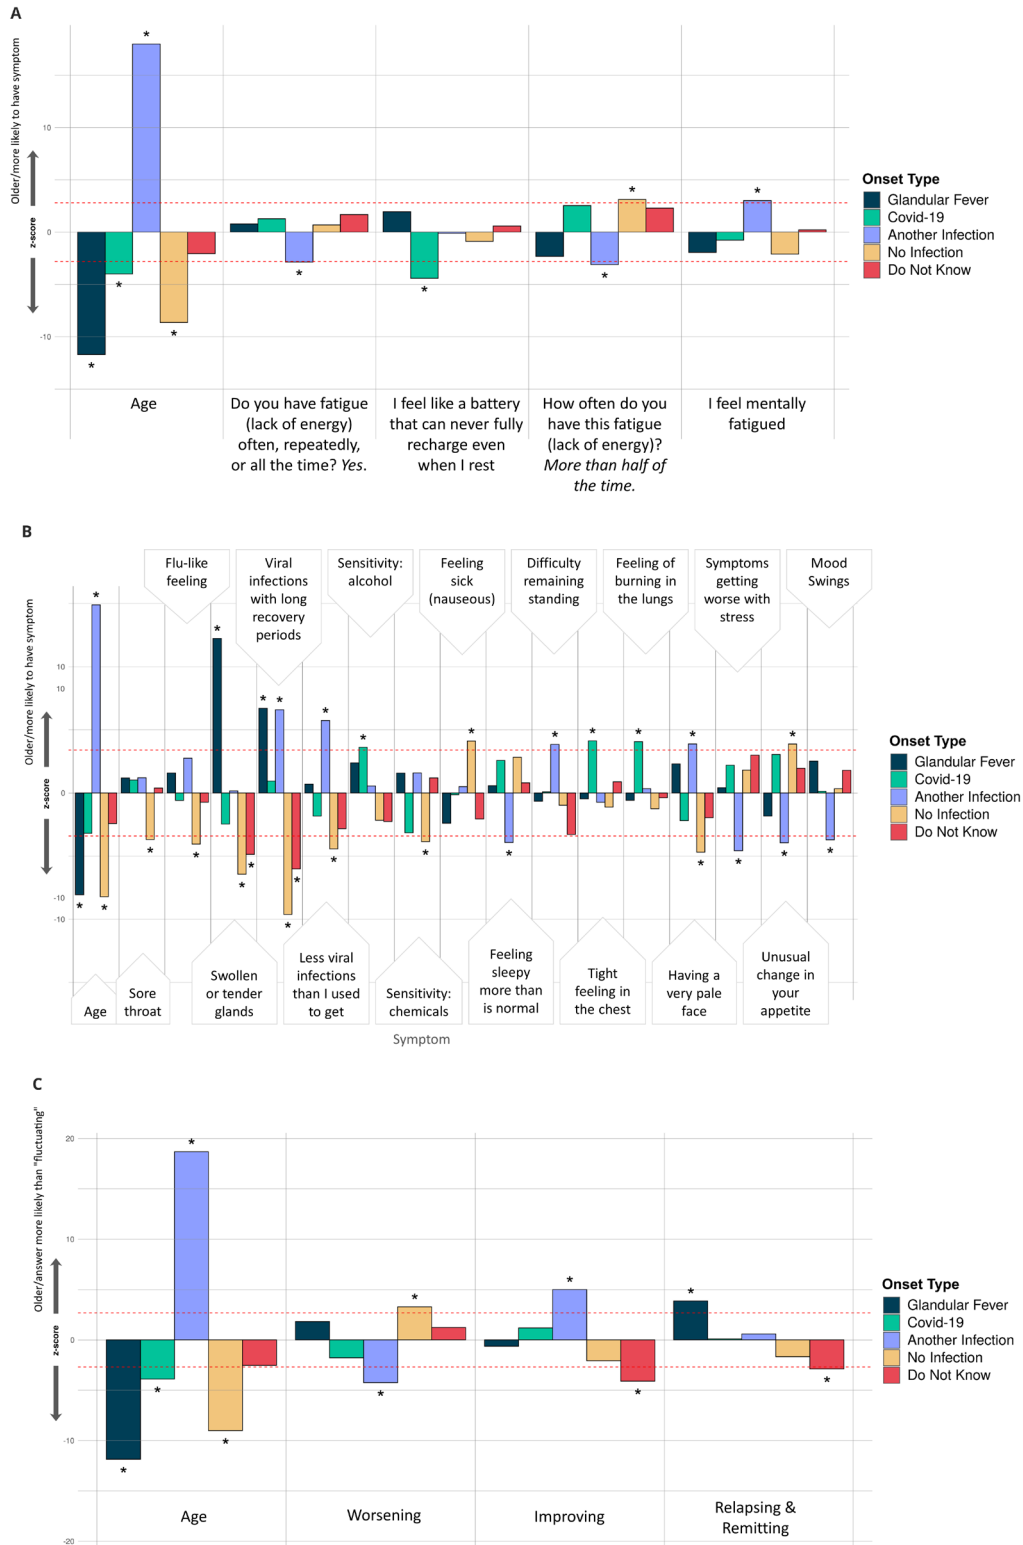 A
Older/more likely to have symptom
z-score
10
0
-10
*
*
*
*
*
*
*
*
*
Age
Do you have fatigue
(lack of energy)
often, repeatedly,
or all the time? Yes.
I feel like a battery
that can never fully
recharge even
when I rest
How often do you
have this fatigue
(lack of energy)?
More than half of
the time.
I feel mentally
fatigued
Onset Type
Glandular Fever
Covid-19
Another Infection
No Infection
Do Not Know
B
Flu-like
feeling
Viral
infections
with long
recovery
periods
Sensitivity:
alcohol
Feeling
sick
(nauseous)
Difficulty
remaining
standing
Feeling of
burning in
the lungs
Symptoms
getting
worse with
stress
Mood
Swings
Older/more likely to have symptom
z-score
10
10
0
-10
-10
* * * * * * * * * * * * *
* * * * * * * * * * * * * * *
Age
Sore
throat
Swollen
or tender
glands
Less viral
infections
than I used
to get
Sensitivity:
chemicals
Feeling
sleepy
more than
is normal
Tight
feeling in
the chest
Having a
very pale
face
Unusual
change in
your
appetite
Symptom
Onset Type
Glandular Fever
Covid-19
Another Infection
No Infection
Do Not Know
C
Older/answer more likely than "fluctuating"
z-score
20
10
0
-10
-20
*
*
*
*
*
*
*
*
*
*
Age
Worsening
Improving
Relapsing &
Remitting
Onset Type
Glandular Fever
Covid-19
Another Infection
No Infection
Do Not Know